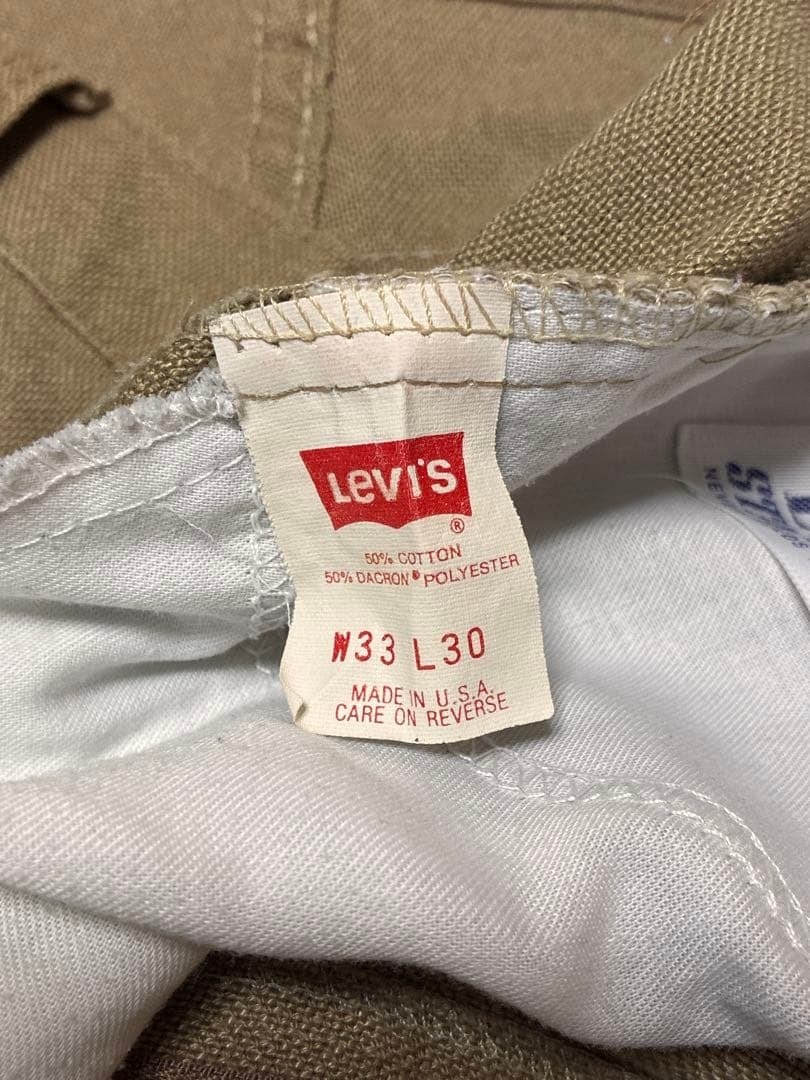 Levi's
®
50% COTTON
50% DACRON® POLYESTER
W33 L30
MADE IN U.S.A.
CARE ON REVERSE